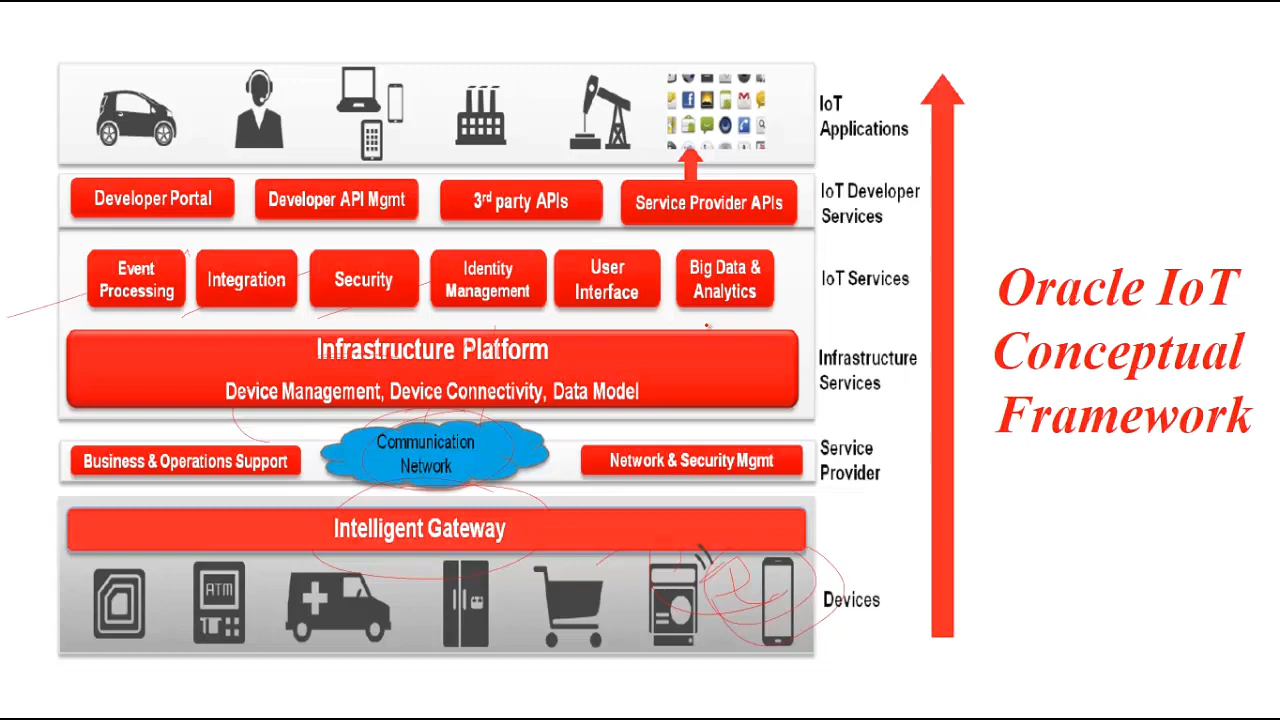 IoT
Applications
Developer Portal
Developer API Mgmt
3rd party APIs
Service Provider APIs
IoT Developer
Services
Event
Processing
Integration
Security
Identity
Management
User
Interface
Big Data &
Analytics
IoT Services
Infrastructure Platform
Device Management, Device Connectivity, Data Model
Infrastructure
Services
Business & Operations Support
Communication
Network
Network & Security Mgmt
Service
Provider
Intelligent Gateway
ATM
Devices
Oracle IoT
Conceptual
Framework